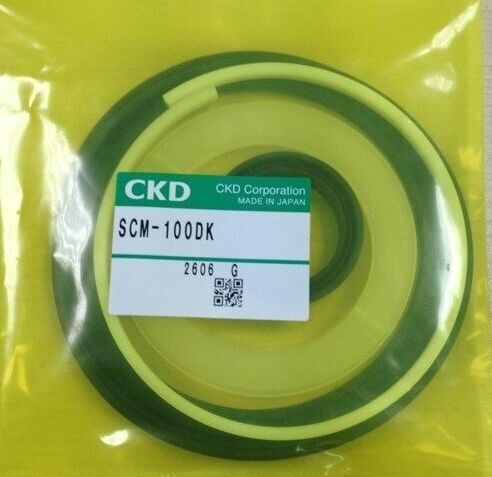 CKD
CKD Corporation
MADE IN JAPAN
SCM-100DK
2606 G